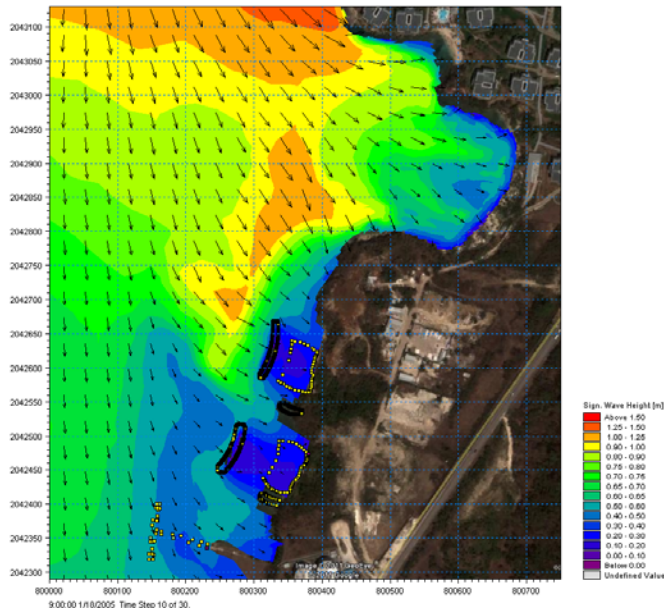 2043100
2043050
2043000
2042950
2042900
2042850
2042800
2042750
2042700
2042650
2042600
2042550
2042500
2042450
2042400
2042350
2042300
800000
800100
800200
800300
800400
800500
800600
800700
9:00:00 1/18/2005 Time Step 10 of 30.
Sign. Wave Height [m]
Above 1.50
1.25 - 1.50
1.00 - 1.25
0.90 - 1.00
0.80 - 0.90
0.75 - 0.80
0.70 - 0.75
0.65 - 0.70
0.60 - 0.65
0.50 - 0.60
0.40 - 0.50
0.30 - 0.40
0.20 - 0.30
0.10 - 0.20
0.00 - 0.10
Below 0.00
Undefined Value